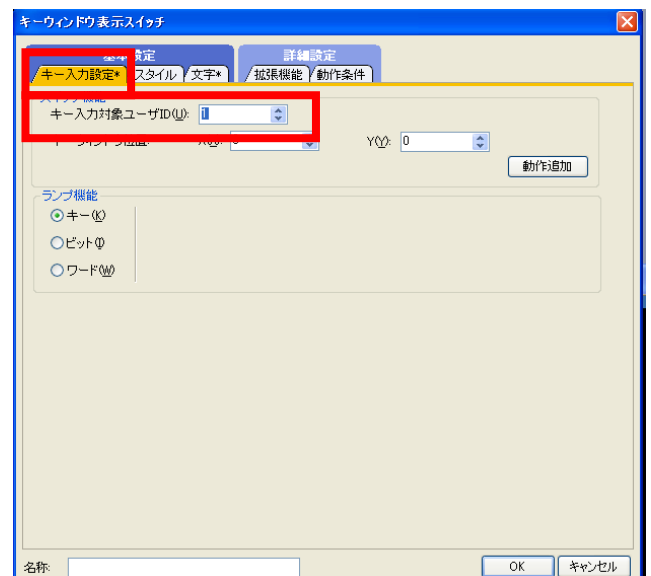 キーウィンドウ表示スイッチ
設定 詳細設定
キー入力設定* スタイル 文字* 拡張機能 動作条件
キー入力対象ユーザID(U): 1
Y(Y): 0
動作追加
ランプ機能
キー(K)
ビット(I)
ワード(W)
名称:
OK キャンセル